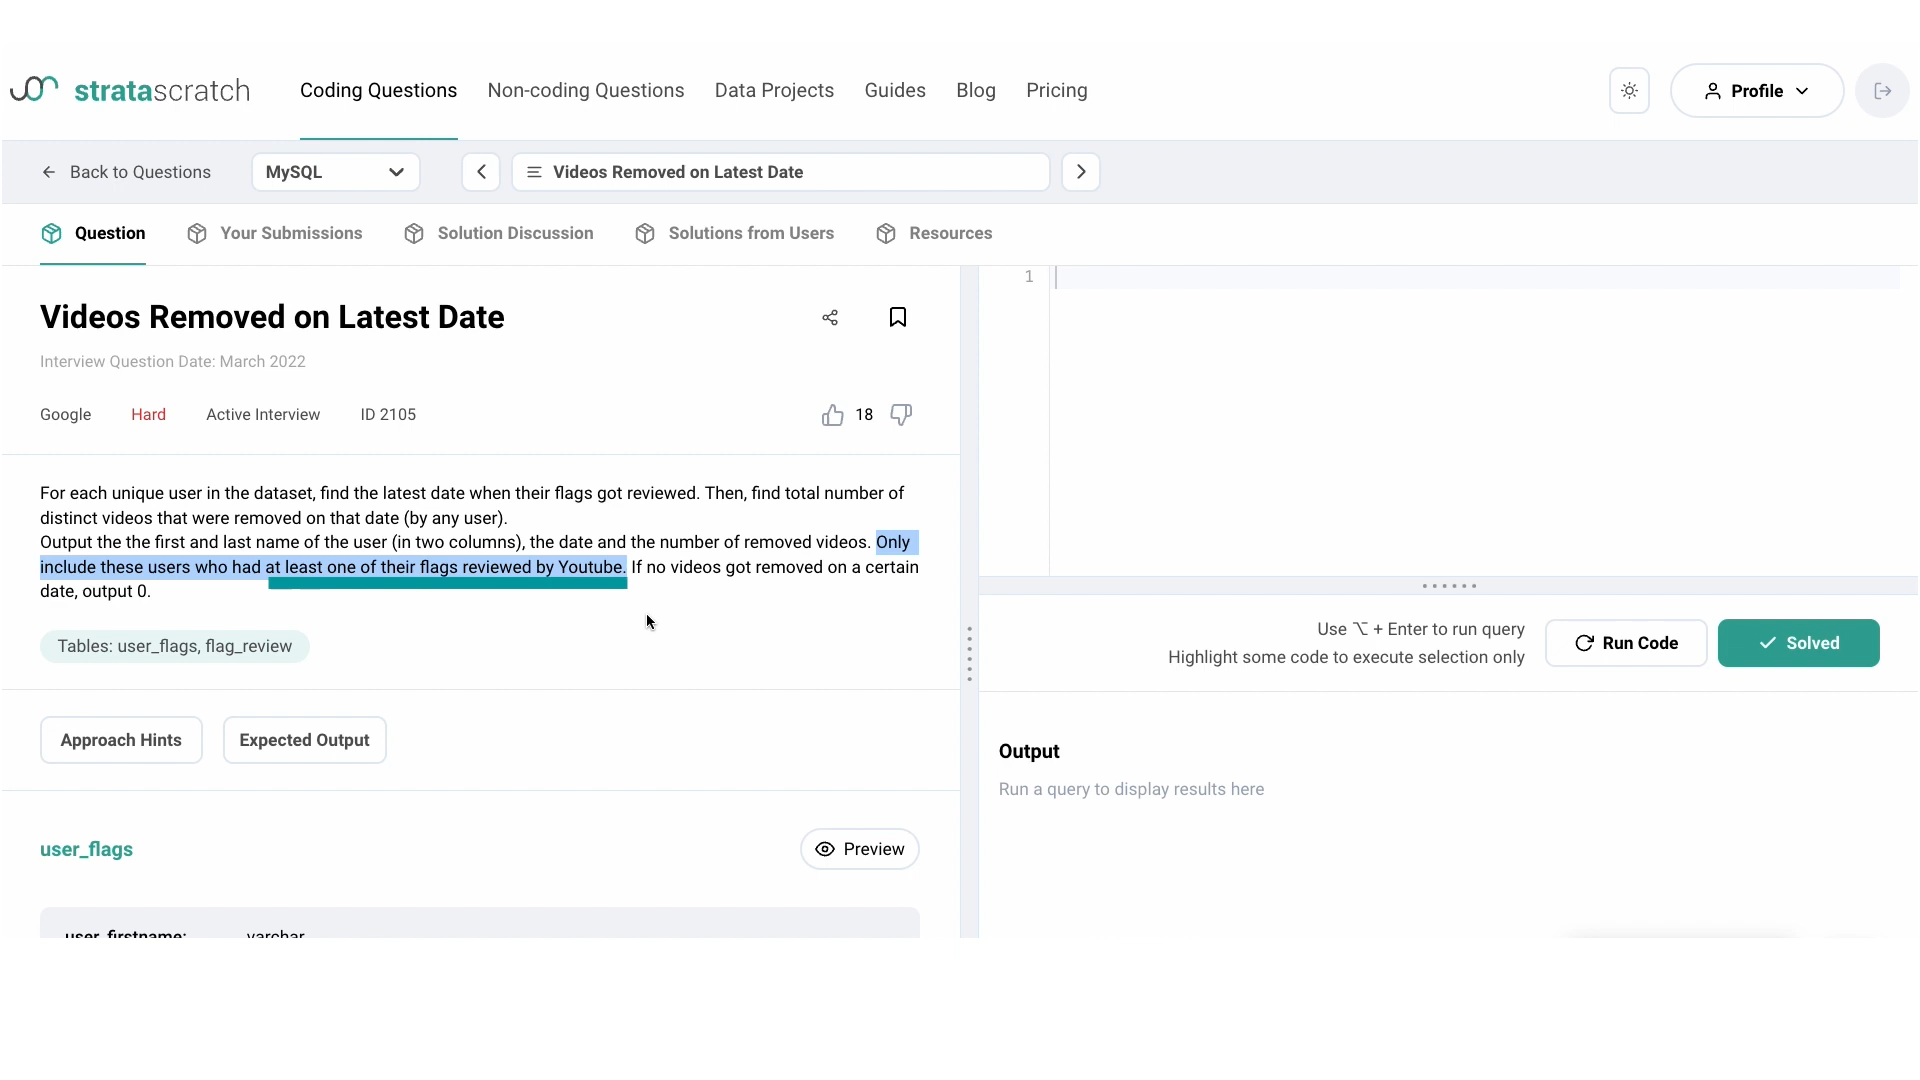 stratascratch
Coding Questions
Non-coding Questions
Data Projects
Guides
Blog
Pricing
Profile
Back to Questions
MySQL
Videos Removed on Latest Date
Question
Your Submissions
Solution Discussion
Solutions from Users
Resources
Videos Removed on Latest Date
Interview Question Date: March 2022
Google
Hard
Active Interview
ID 2105
18
For each unique user in the dataset, find the latest date when their flags got reviewed. Then, find total number of
distinct videos that were removed on that date (by any user).
Output the the first and last name of the user (in two columns), the date and the number of removed videos. Only
include these users who had at least one of their flags reviewed by Youtube. If no videos got removed on a certain
date, output 0.
Tables: user_flags, flag_review
Approach Hints
Expected Output
user_flags
Preview
user_firstname:
varchar
1
Use ⌥ + Enter to run query
Highlight some code to execute selection only
Run Code
Solved
Output
Run a query to display results here